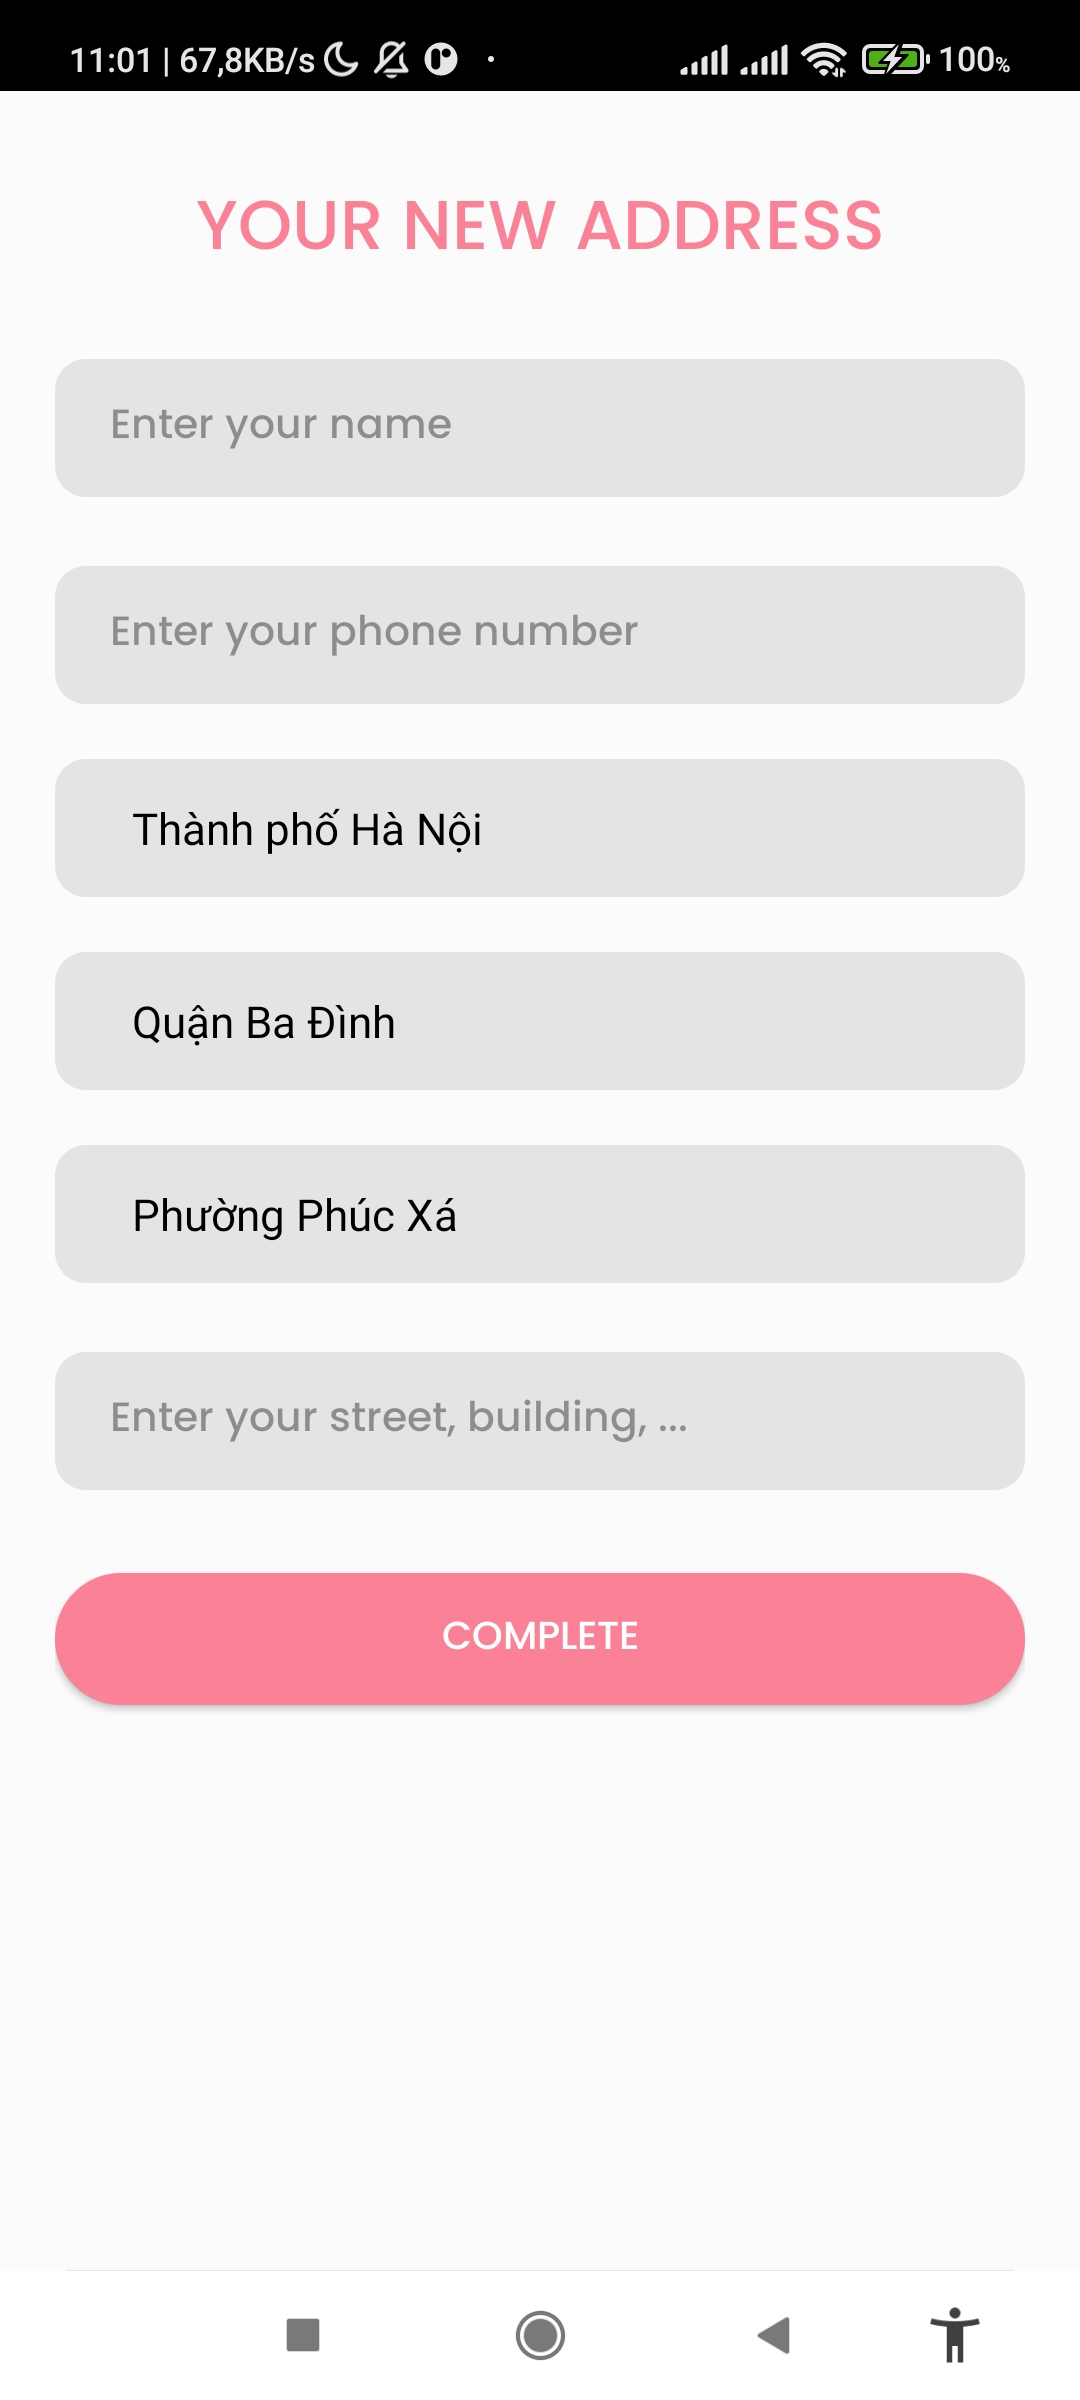 11:01 | 67,8KB/s 100%
YOUR NEW ADDRESS
Enter your name
Enter your phone number
Thành phố Hà Nội
Quận Ba Đình
Phường Phúc Xá
Enter your street, building, ...
COMPLETE